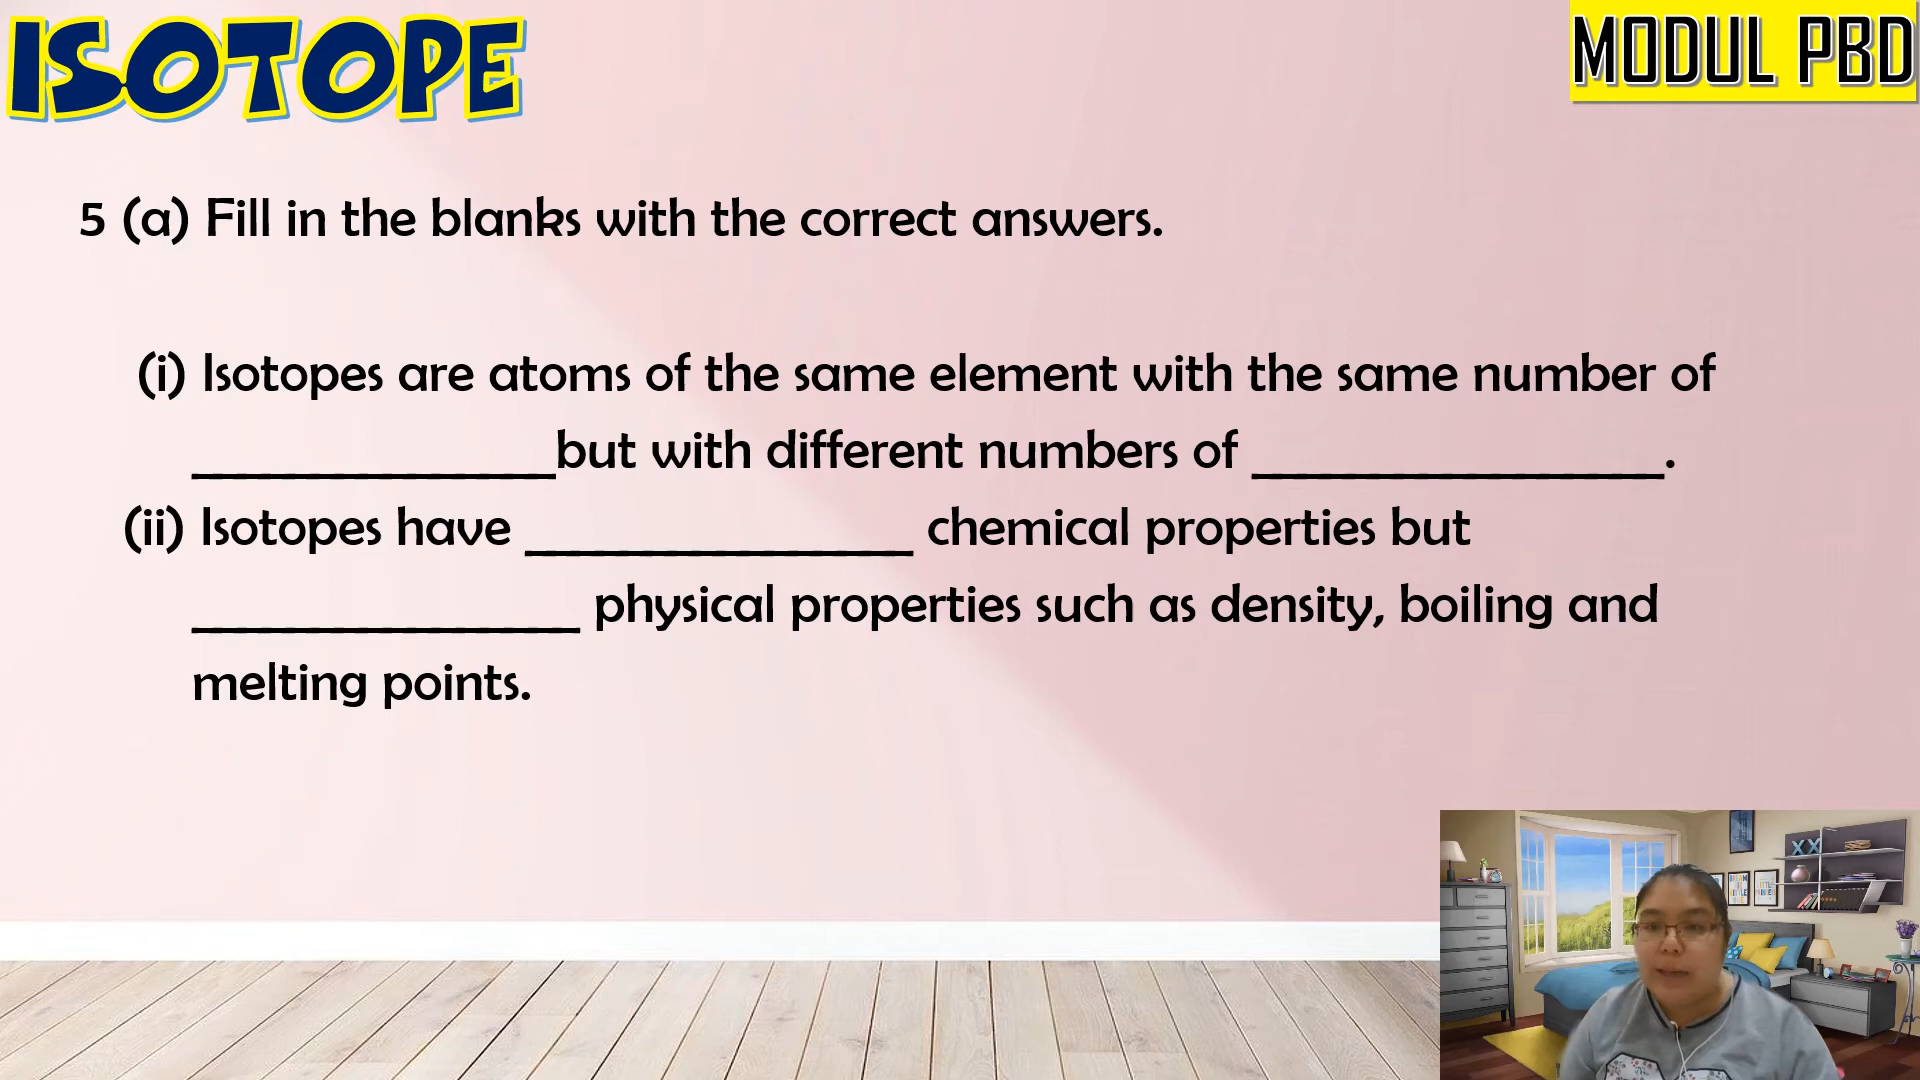 ISOTOPE
MODUL PBD
5 (a) Fill in the blanks with the correct answers.
(i) Isotopes are atoms of the same element with the same number of
_______________but with different numbers of _________________.
(ii) Isotopes have ________________ chemical properties but
________________ physical properties such as density, boiling and
melting points.